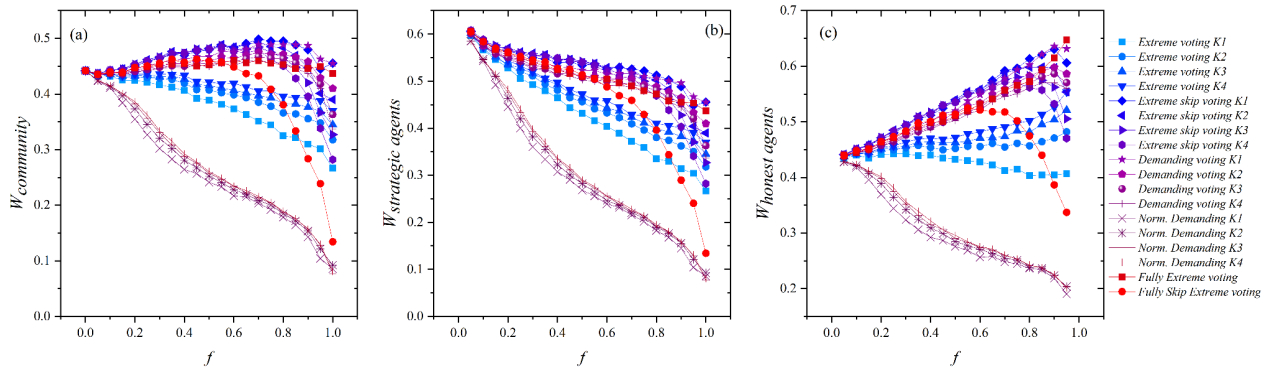 (a)
0.5
0.4
0.3
0.2
0.1
0.0
W community
0.0 0.2 0.4 0.6 0.8 1.0
f
(b)
0.7
0.6
0.5
0.4
0.3
0.2
0.1
0.0
W strategic agents
0.0 0.2 0.4 0.6 0.8 1.0
f
(c)
0.7
0.6
0.5
0.4
0.3
0.2
W honest agents
0.0 0.2 0.4 0.6 0.8 1.0
f
Extreme voting K1
Extreme voting K2
Extreme voting K3
Extreme voting K4
Extreme skip voting K1
Extreme skip voting K2
Extreme skip voting K3
Extreme skip voting K4
Demanding voting K1
Demanding voting K2
Demanding voting K3
Demanding voting K4
Norm. Demanding K1
Norm. Demanding K2
Norm. Demanding K3
Norm. Demanding K4
Fully Extreme voting
Fully Skip Extreme voting